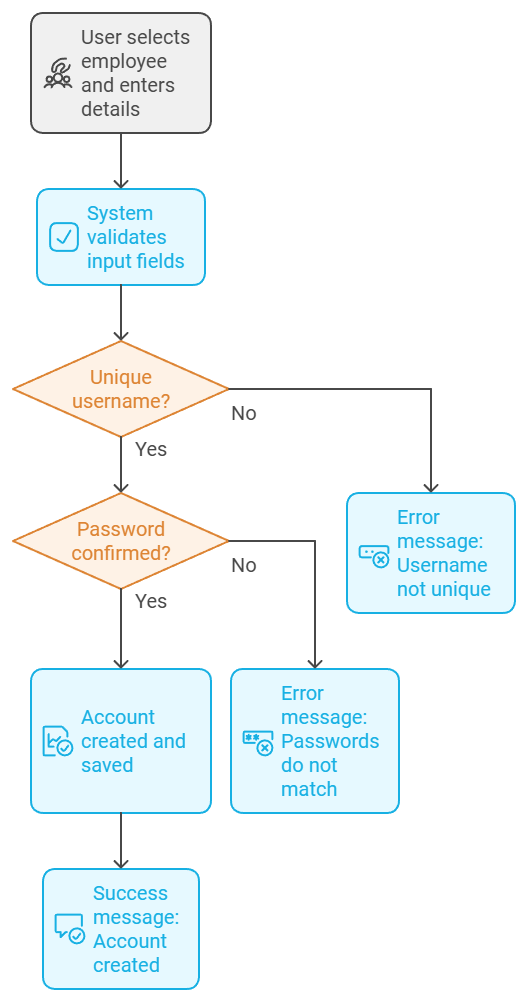 User selects
employee
and enters
details
System
validates
input fields
Unique
username?
No
Yes
Password
confirmed?
No
Yes
Error
message:
Username
not unique
Account
created and
saved
Error
message:
Passwords
do not
match
Success
message:
Account
created